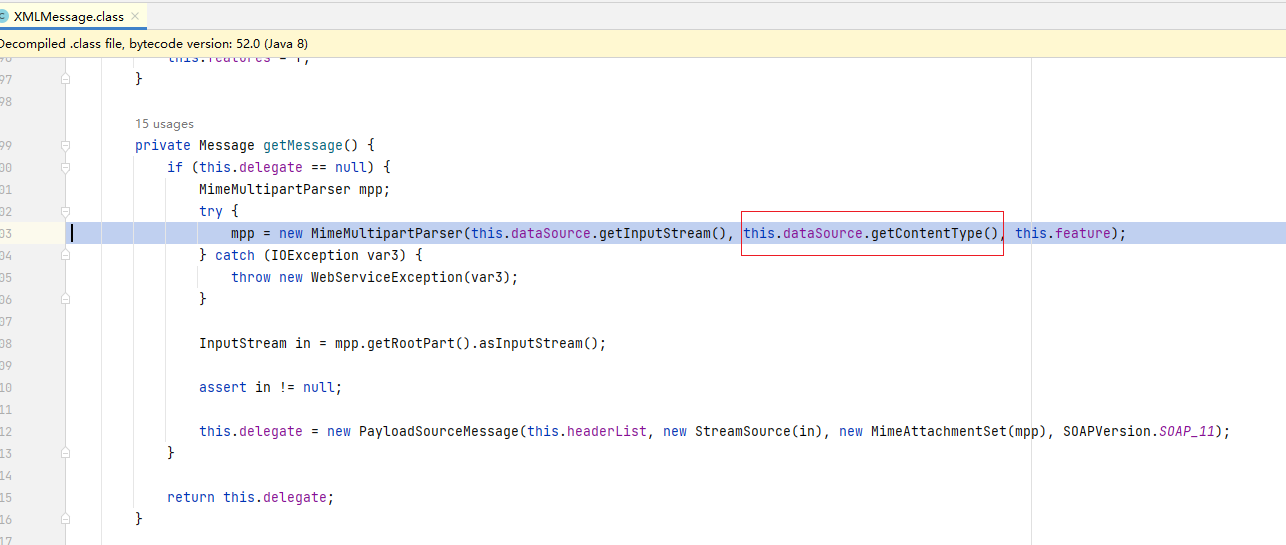 XMLMessage.class
Decompiled .class file, bytecode version: 52.0 (Java 8)
this.features = f;
97 }
98
15 usages
99 private Message getMessage() {
00 if (this.delegate == null) {
01 MimeMultipartParser mpp;
02 try {
03 mpp = new MimeMultipartParser(this.dataSource.getInputStream(), this.dataSource.getContentType(), this.feature);
04 } catch (IOException var3) {
05 throw new WebServiceException(var3);
06 }
07
08 InputStream in = mpp.getRootPart().asInputStream();
09
10 assert in != null;
11
12 this.delegate = new PayloadSourceMessage(this.headerList, new StreamSource(in), new MimeAttachmentSet(mpp), SOAPVersion.SOAP_11);
13 }
14
15 return this.delegate;
16 }
17